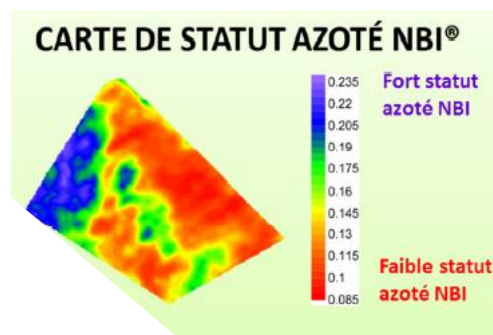 CARTE DE STATUT AZOTÉ NBI®
0.235
0.22
0.205
0.19
0.175
0.16
0.145
0.13
0.115
0.1
0.085
Fort statut
azoté NBI
Faible statut
azoté NBI